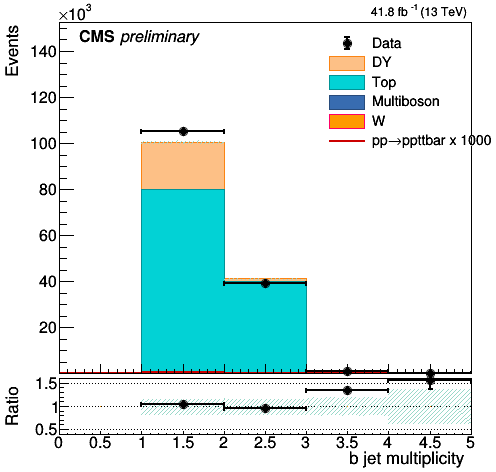 ×10³
41.8 fb⁻¹ (13 TeV)
Events
CMS preliminary
140
120
100
80
60
40
20
Data
DY
Top
Multiboson
W
pp→ppttbar x 1000
Ratio
1.5
1
0.5
0 0.5 1 1.5 2 2.5 3 3.5 4 4.5 5
b jet multiplicity